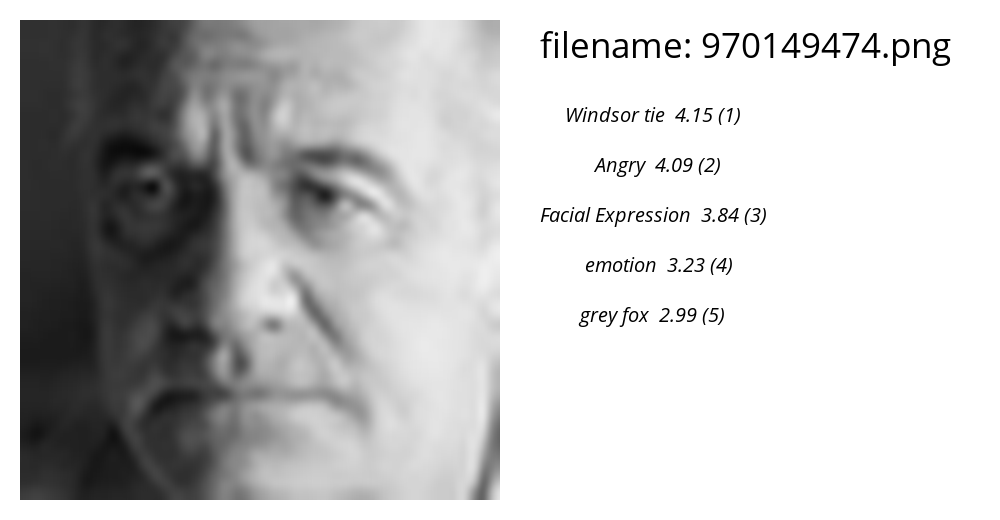 filename: 970149474.png
Windsor tie 4.15 (1)
Angry 4.09 (2)
Facial Expression 3.84 (3)
emotion 3.23 (4)
grey fox 2.99 (5)